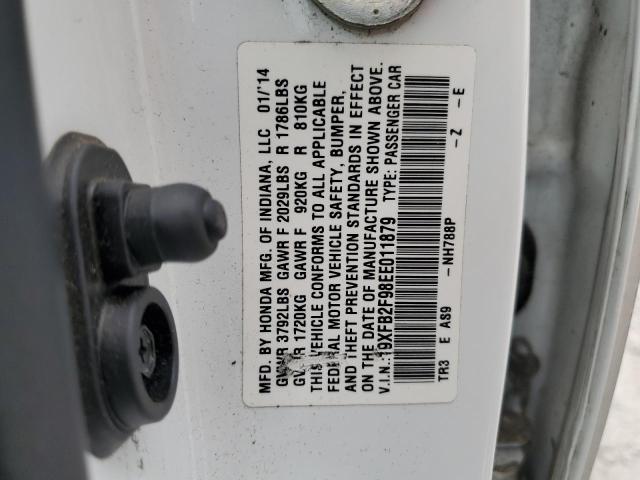 MFD. BY HONDA MFG. OF INDIANA, LLC 01/'14
GVWR 3792LBS GAWR F 2029LBS R 1786LBS
GVWR 1720KG GAWR F 920KG R 810KG
THIS VEHICLE CONFORMS TO ALL APPLICABLE
FEDERAL MOTOR VEHICLE SAFETY, BUMPER,
AND THEFT PREVENTION STANDARDS IN EFFECT
ON THE DATE OF MANUFACTURE SHOWN ABOVE.
V.I.N.:19XFB2F98EE011879 TYPE: PASSENGER CAR
TR3 E AS9 -NH788P -Z -E